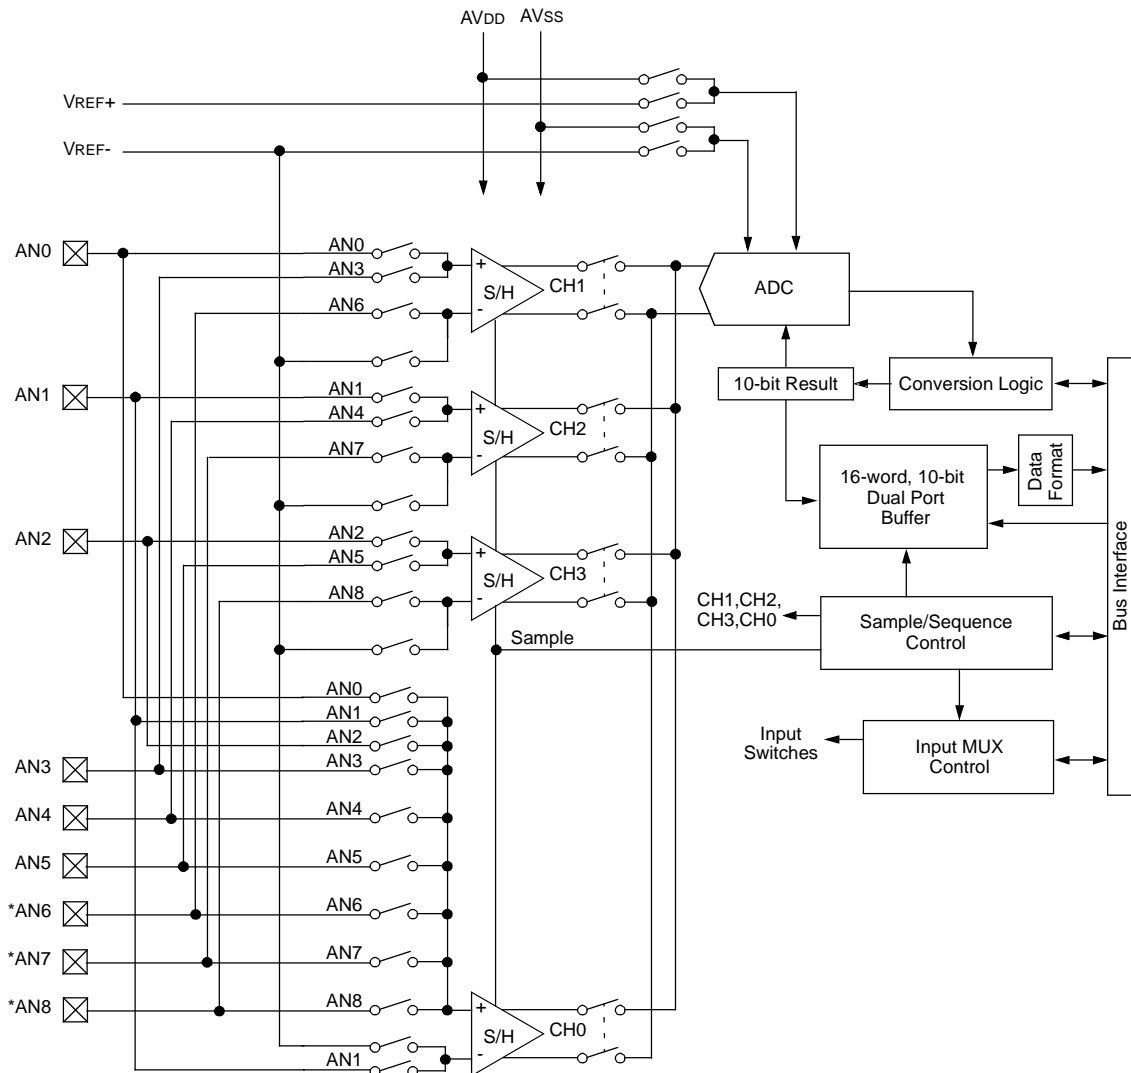 AVDD AVSS
VREF+
VREF-
AN0
AN0
AN3
AN6
+
-
S/H
CH1
ADC
AN1
AN1
AN4
AN7
+
-
S/H
CH2
10-bit Result
Conversion Logic
16-word, 10-bit
Dual Port
Buffer
Data
Format
Bus Interface
AN2
AN2
AN5
AN8
+
-
S/H
CH3
CH1,CH2,
CH3,CH0
Sample/Sequence
Control
Sample
AN0
AN1
AN2
AN3
AN3
Input
Switches
Input MUX
Control
AN4
AN4
AN5
AN5
*AN6
AN6
*AN7
AN7
*AN8
AN8
AN1
+
-
S/H
CH0